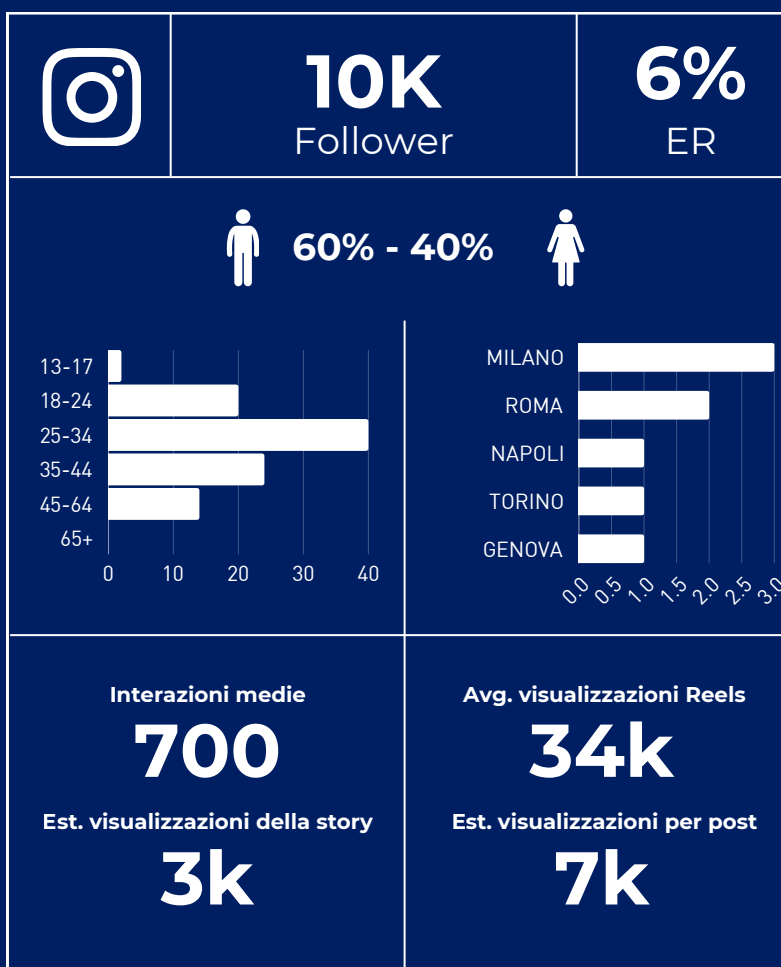 10K
Follower
6%
ER
60% - 40%
13-17
18-24
25-34
35-44
45-64
65+
0 10 20 30 40
MILANO
ROMA
NAPOLI
TORINO
GENOVA
0.0 0.5 1.0 1.5 2.0 2.5 3.0
Interazioni medie
700
Est. visualizzazioni della story
3k
Avg. visualizzazioni Reels
34k
Est. visualizzazioni per post
7k